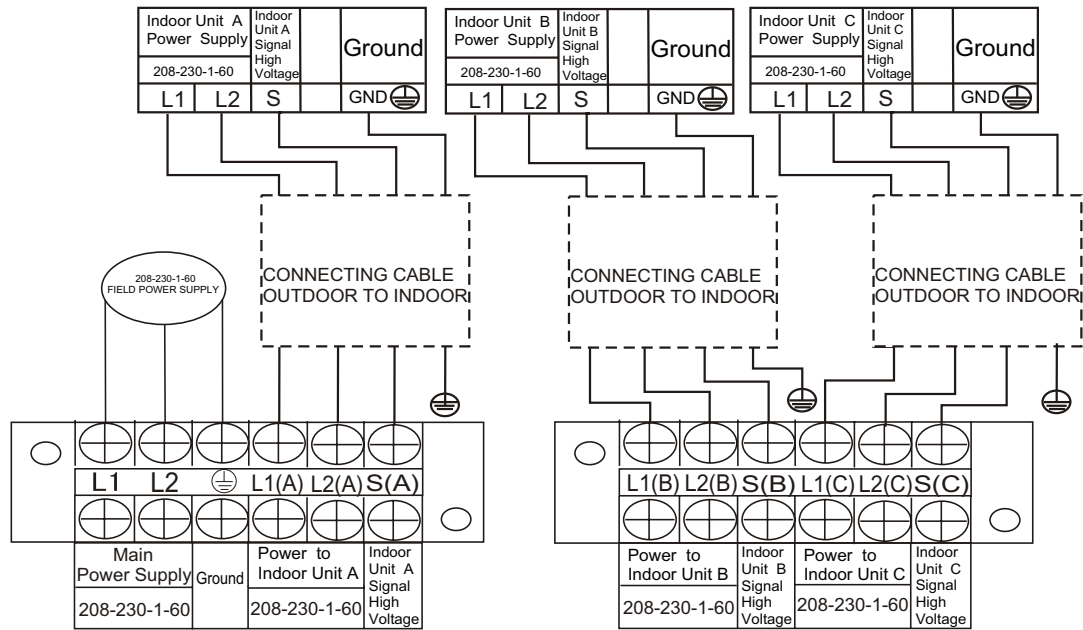 Indoor Unit A
Power Supply
208-230-1-60
Indoor
Unit A
Signal
High
Voltage
Ground
L1 L2 S GND
Indoor Unit B
Power Supply
208-230-1-60
Indoor
Unit B
Signal
High
Voltage
Ground
L1 L2 S GND
Indoor Unit C
Power Supply
208-230-1-60
Indoor
Unit C
Signal
High
Voltage
Ground
L1 L2 S GND
CONNECTING CABLE
OUTDOOR TO INDOOR
CONNECTING CABLE
OUTDOOR TO INDOOR
CONNECTING CABLE
OUTDOOR TO INDOOR
208-230-1-60
FIELD POWER SUPPLY
L1 L2 L1(A) L2(A) S(A)
Main
Power Supply
208-230-1-60
Ground
Power to
Indoor Unit A
208-230-1-60
Indoor
Unit A
Signal
High
Voltage
L1(B) L2(B) S(B) L1(C) L2(C) S(C)
Power to
Indoor Unit B
208-230-1-60
Indoor
Unit B
Signal
High
Voltage
Power to
Indoor Unit C
208-230-1-60
Indoor
Unit C
Signal
High
Voltage